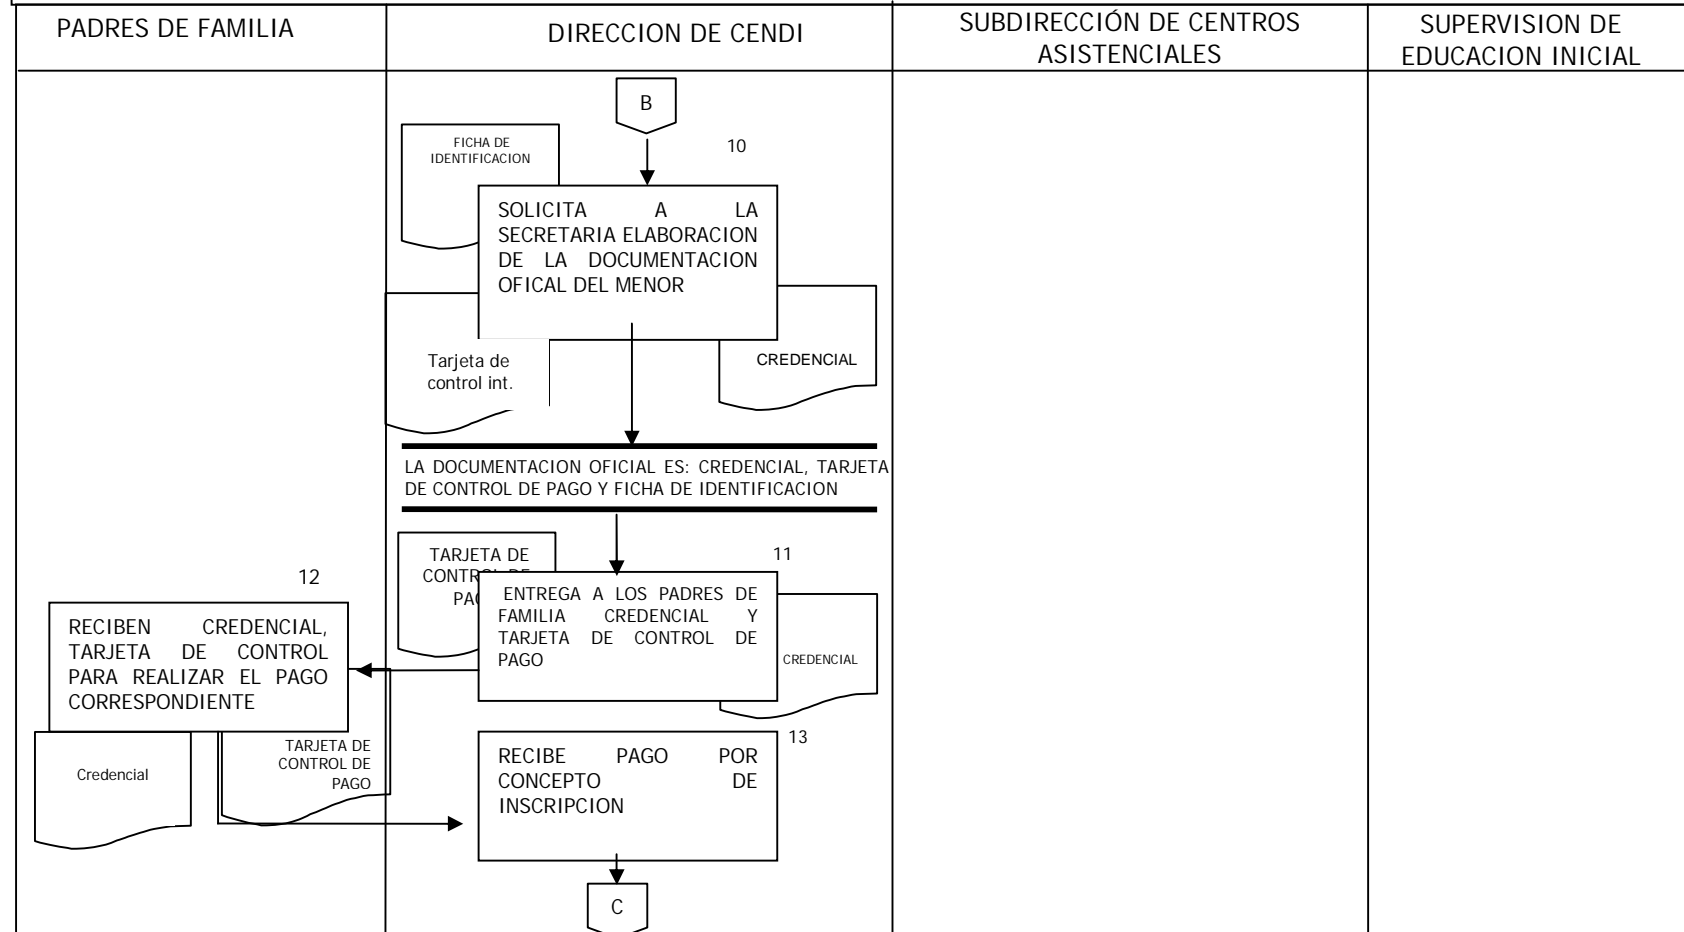 PADRES DE FAMILIA
DIRECCION DE CENDI
SUBDIRECCIÓN DE CENTROS
ASISTENCIALES
SUPERVISION DE
EDUCACION INICIAL
B
FICHA DE
IDENTIFICACION
10
SOLICITA A LA
SECRETARIA ELABORACION
DE LA DOCUMENTACION
OFICAL DEL MENOR
Tarjeta de
control int.
CREDENCIAL
LA DOCUMENTACION OFICIAL ES: CREDENCIAL, TARJETA
DE CONTROL DE PAGO Y FICHA DE IDENTIFICACION
TARJETA DE
11
ENTREGA A LOS PADRES DE
FAMILIA CREDENCIAL Y
TARJETA DE CONTROL DE
PAGO
CREDENCIAL
12
RECIBEN CREDENCIAL,
TARJETA DE CONTROL
PARA REALIZAR EL PAGO
CORRESPONDIENTE
Credencial
TARJETA DE
CONTROL DE
PAGO
13
RECIBE PAGO POR
CONCEPTO DE
INSCRIPCION
C